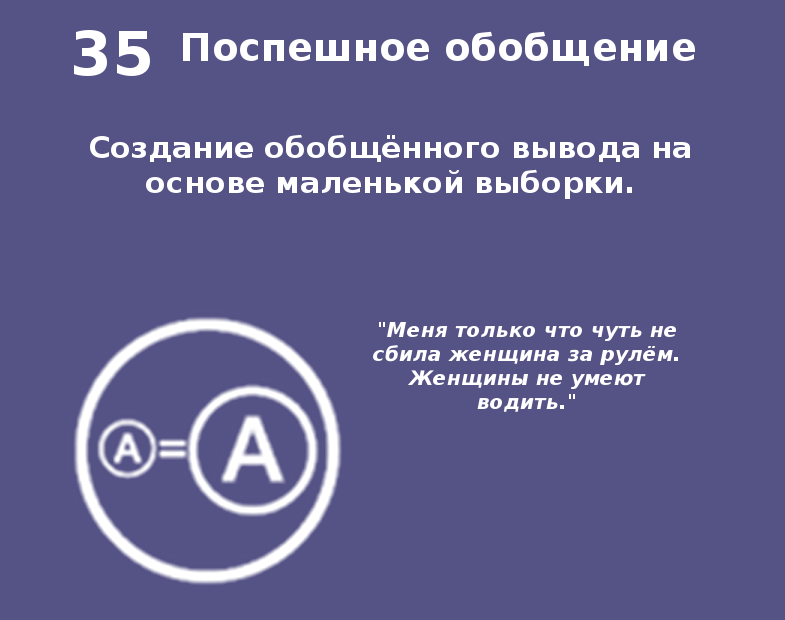 35 Поспешное обобщение
Создание обобщённого вывода на
основе маленькой выборки.
"Меня только что чуть не
сбила женщина за рулём.
Женщины не умеют
водить."
A=A